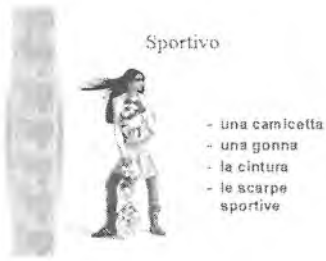 Sportivo
- una camicetta
- una gonna
- la cintura
- le scarpe
sportive